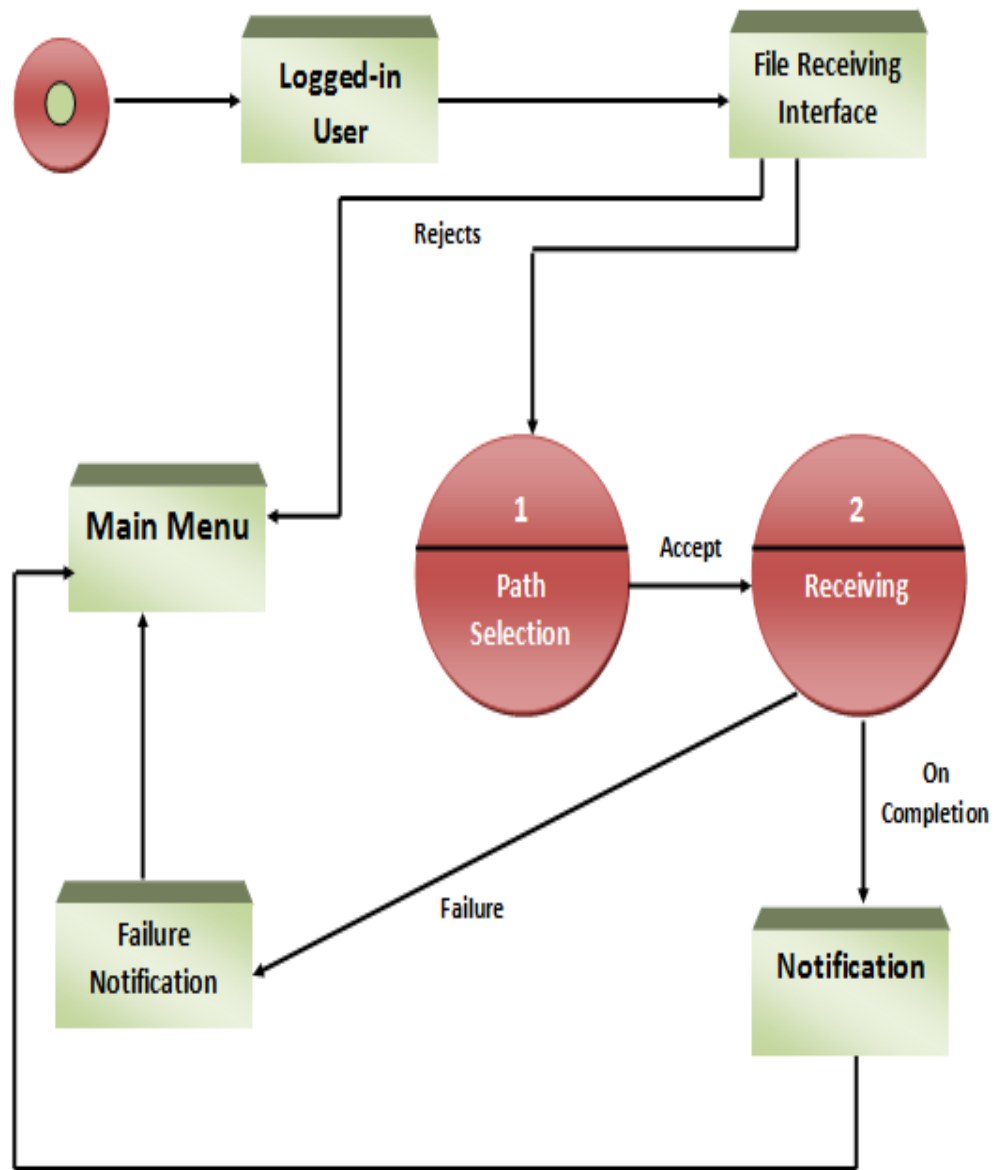 Logged-in
User
File Receiving
Interface
Rejects
Main Menu
1
Path
Selection
Accept
2
Receiving
On
Completion
Failure
Failure
Notification
Notification